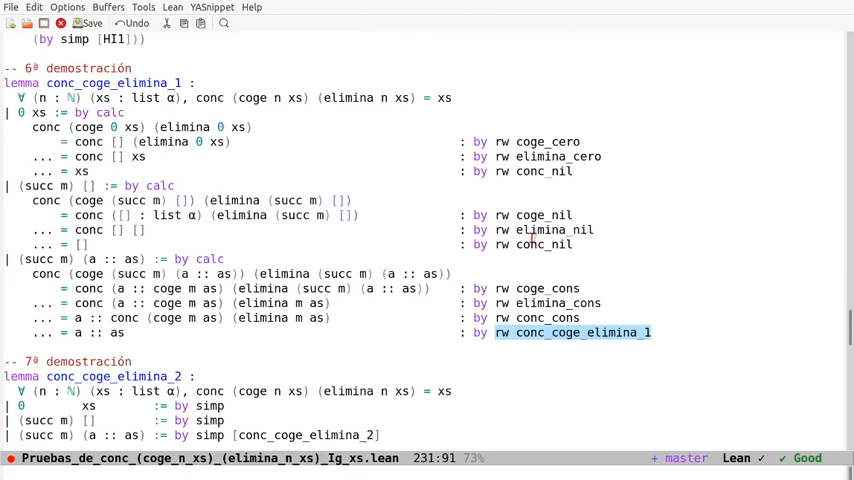 File Edit Options Buffers Tools Lean YASnippet Help
Save Undo
(by simp [HI1]))
-- 6ª demostración
lemma conc_coge_elimina_1 :
∀ (n : ℕ) (xs : list α), conc (coge n xs) (elimina n xs) = xs
| 0 xs := by calc
conc (coge 0 xs) (elimina 0 xs)
= conc [] (elimina 0 xs) : by rw coge_cero
... = conc [] xs : by rw elimina_cero
... = xs : by rw conc_nil
| (succ m) [] := by calc
conc (coge (succ m) []) (elimina (succ m) [])
= conc ([] : list α) (elimina (succ m) []) : by rw coge_nil
... = conc [] [] : by rw elimina_nil
... = [] : by rw conc_nil
| (succ m) (a :: as) := by calc
conc (coge (succ m) (a :: as)) (elimina (succ m) (a :: as))
= conc (a :: coge m as) (elimina (succ m) (a :: as)) : by rw coge_cons
... = conc (a :: coge m as) (elimina m as) : by rw elimina_cons
... = a :: conc (coge m as) (elimina m as) : by rw conc_cons
... = a :: as : by rw conc_coge_elimina_1
-- 7ª demostración
lemma conc_coge_elimina_2 :
∀ (n : ℕ) (xs : list α), conc (coge n xs) (elimina n xs) = xs
| 0 xs := by simp
| (succ m) [] := by simp
| (succ m) (a :: as) := by simp [conc_coge_elimina_2]
Pruebas_de_conc_(coge_n_xs)_(elimina_n_xs)_Ig_xs.lean 231:91 73% + master Lean ✓ ✓ Good